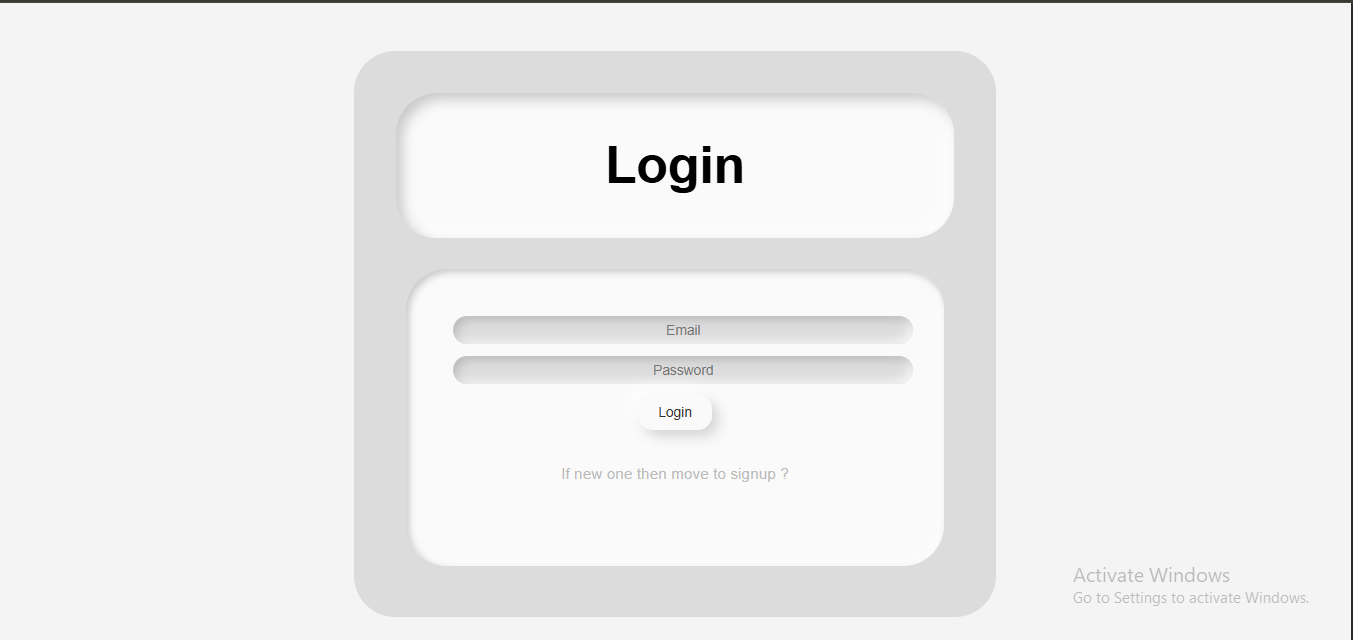 Login
Email
Password
Login
If new one then move to signup ?
Activate Windows
Go to Settings to activate Windows.